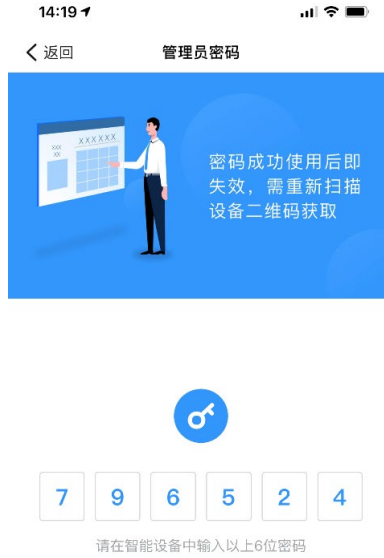 14:19
返回 管理员密码
XXX
XX
XXXXXX
密码成功使用后即
失效，需重新扫描
设备二维码获取
7 9 6 5 2 4
请在智能设备中输入以上6位密码